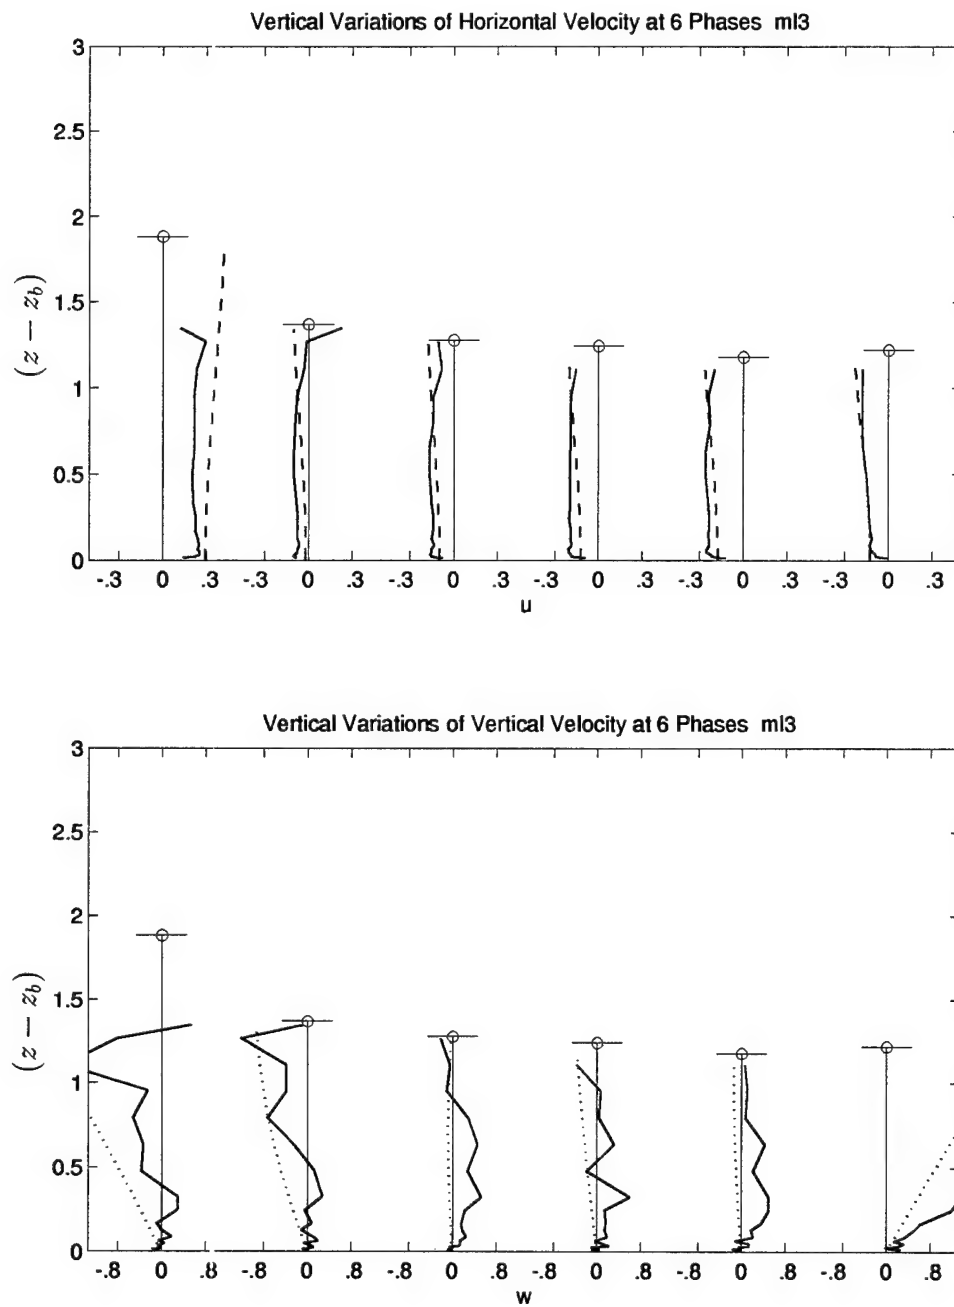 Vertical Variations of Horizontal Velocity at 6 Phases ml3
3
2.5
2
1.5
1
0.5
0
(z − z_b)
-.3 0 .3 -.3 0 .3 -.3 0 .3 -.3 0 .3 -.3 0 .3 -.3 0 .3
u
Vertical Variations of Vertical Velocity at 6 Phases ml3
3
2.5
2
1.5
1
0.5
0
(z − z_b)
-.8 0 .8 -.8 0 .8 -.8 0 .8 -.8 0 .8 -.8 0 .8 -.8 0 .8
w